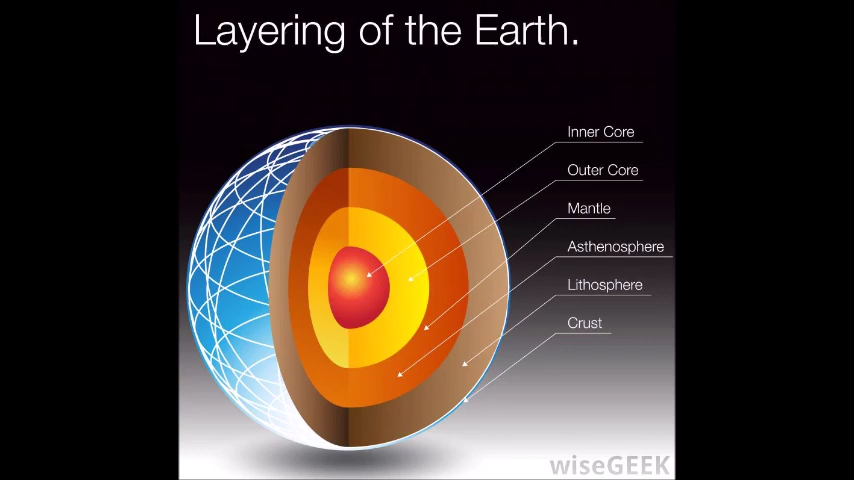 Layering of the Earth.
Inner Core
Outer Core
Mantle
Asthenosphere
Lithosphere
Crust
wiseGEEK